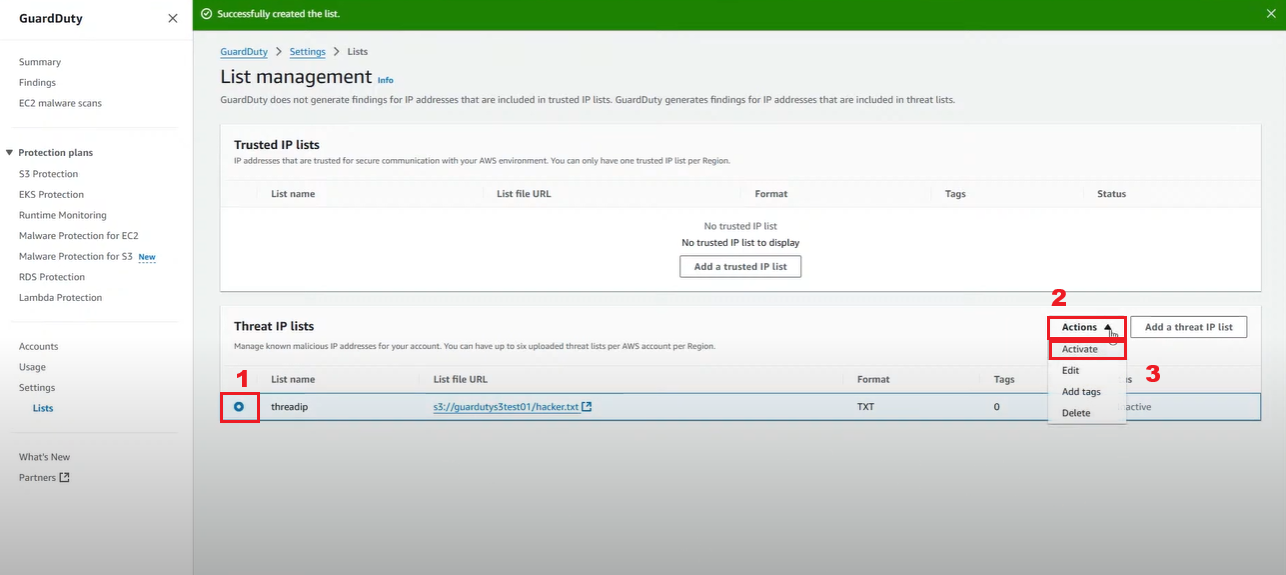 GuardDuty
Successfully created the list.
Summary
Findings
EC2 malware scans
Protection plans
S3 Protection
EKS Protection
Runtime Monitoring
Malware Protection for EC2
Malware Protection for S3 New
RDS Protection
Lambda Protection
Accounts
Usage
Settings
Lists
What's New
Partners
GuardDuty > Settings > Lists
List management Info
GuardDuty does not generate findings for IP addresses that are included in trusted IP lists. GuardDuty generates findings for IP addresses that are included in threat lists.
Trusted IP lists
IP addresses that are trusted for secure communication with your AWS environment. You can only have one trusted IP list per Region.
List name List file URL Format Tags Status
No trusted IP list
No trusted IP list to display
Add a trusted IP list
2
Threat IP lists
Actions Add a threat IP list
Manage known malicious IP addresses for your account. You can have up to six uploaded threat lists per AWS account per Region.
Activate
Edit
Add tags
Delete
1
3
List name List file URL Format Tags
threadip s3://guardutys3test01/hacker.txt TXT 0 active